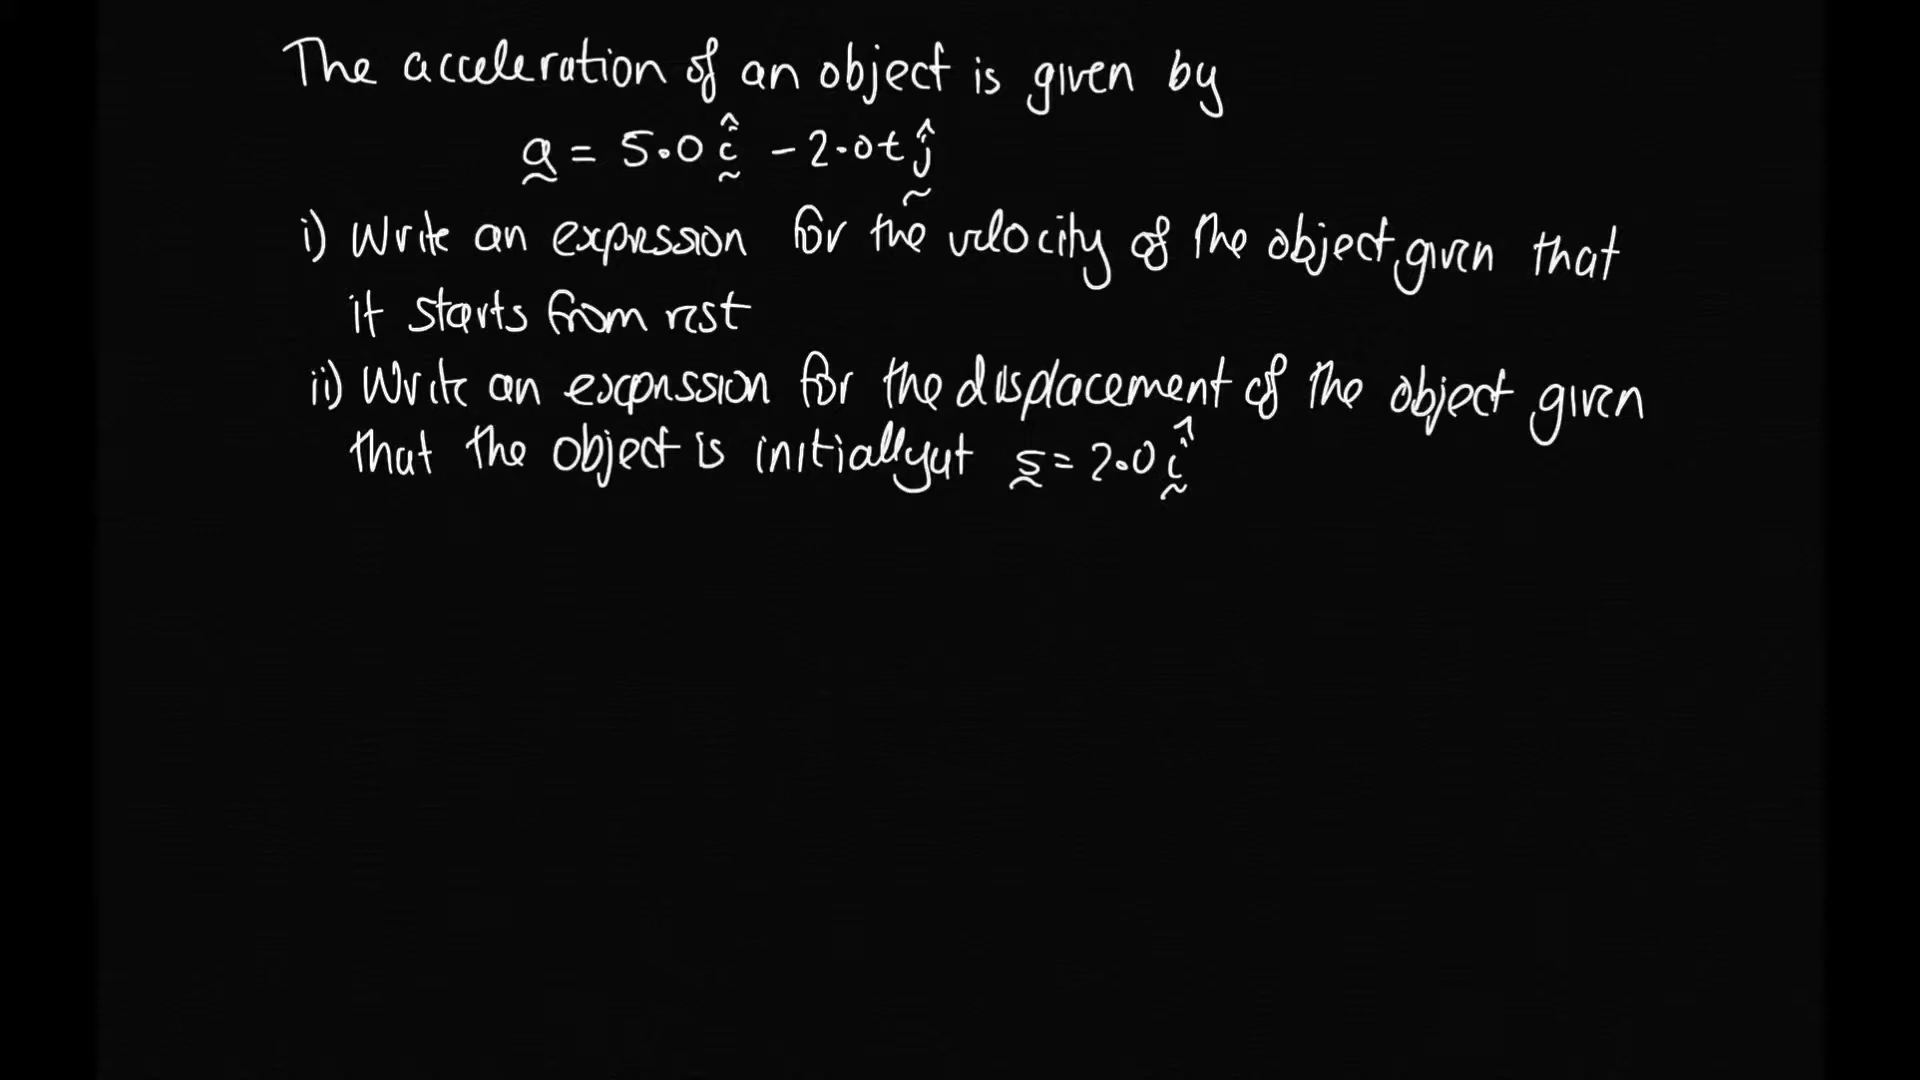 The acceleration of an object is given by
a = 5.0 î - 2.0t ĵ
i) Write an expression for the velocity of the object, given that
it starts from rest
ii) Write an expression for the displacement of the object given
that the object is initially at s = 2.0 î